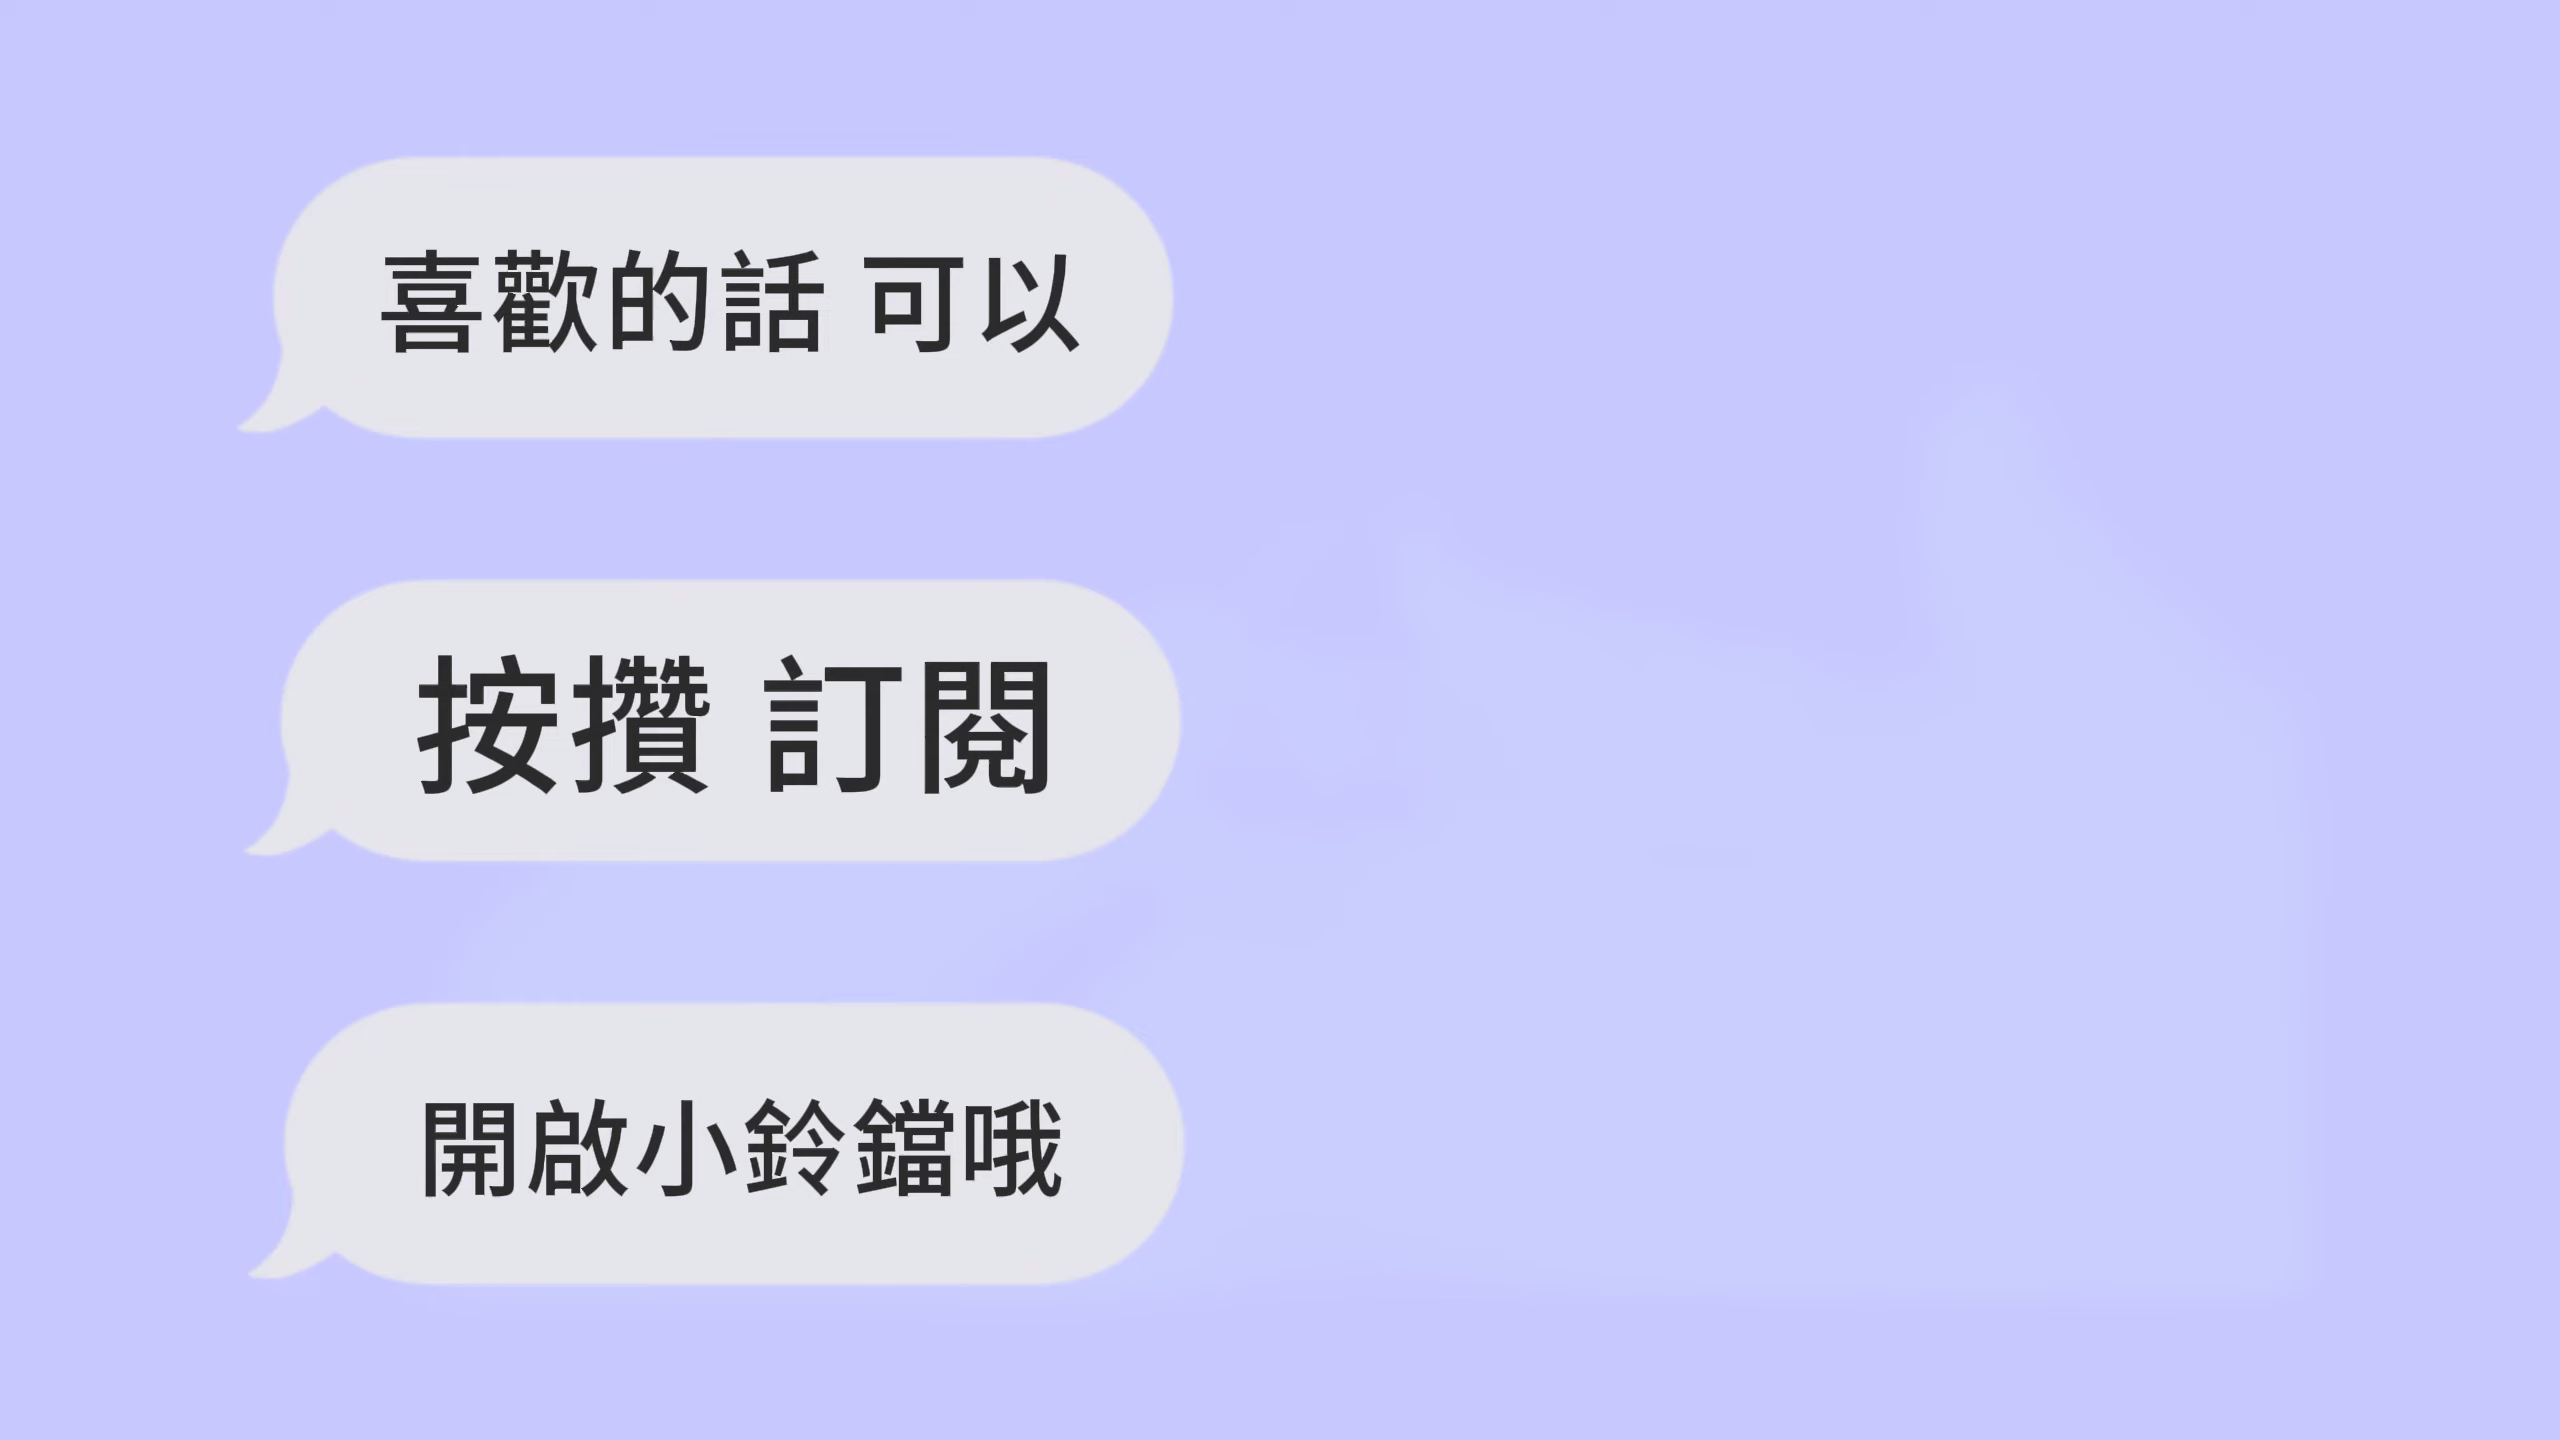 喜歡的話 可以
按攢 訂閱
開啟小鈴鐺哦